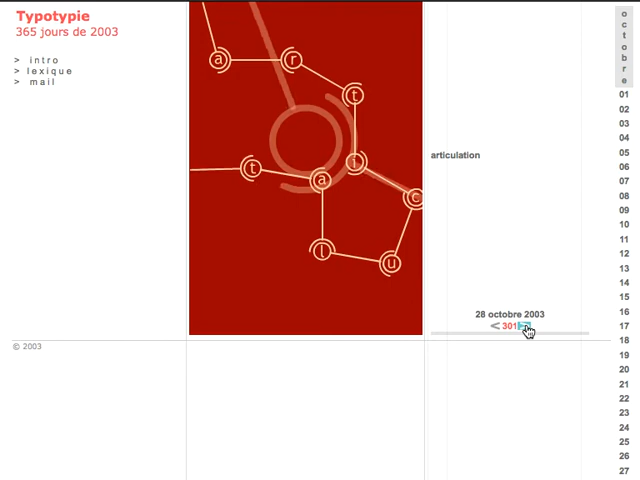 Typotypie
365 jours de 2003
> intro
> lexique
> mail
a
r
t
i
c
u
l
a
t
articulation
28 octobre 2003
< 301 >
© 2003
octobre
01
02
03
04
05
06
07
08
09
10
11
12
13
14
15
16
17
18
19
20
21
22
23
24
25
26
27